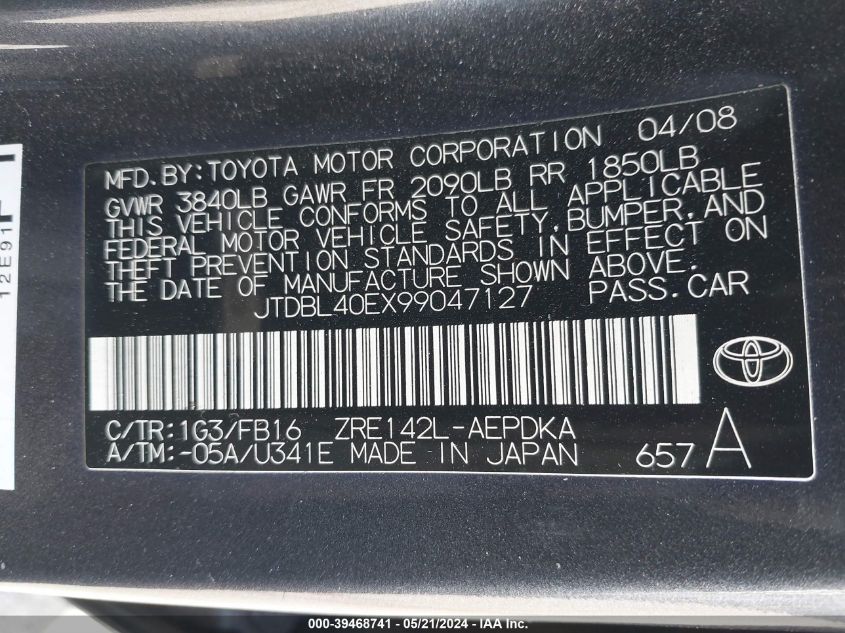 MFD.BY:TOYOTA MOTOR CORPORATION 04/08
GVWR 3840LB GAWR FR 2090LB RR 1850LB
THIS VEHICLE CONFORMS TO ALL APPLICABLE
FEDERAL MOTOR VEHICLE SAFETY,BUMPER,AND
THEFT PREVENTION STANDARDS IN EFFECT ON
THE DATE OF MANUFACTURE SHOWN ABOVE.
JTDBL40EX99047127 PASS.CAR
C/TR:1G3/FB16 ZRE142L-AEPDKA
A/TM:-05A/U341E MADE IN JAPAN 657 A
12E91
000-39468741 / 05/21/2024 - IAA Inc.